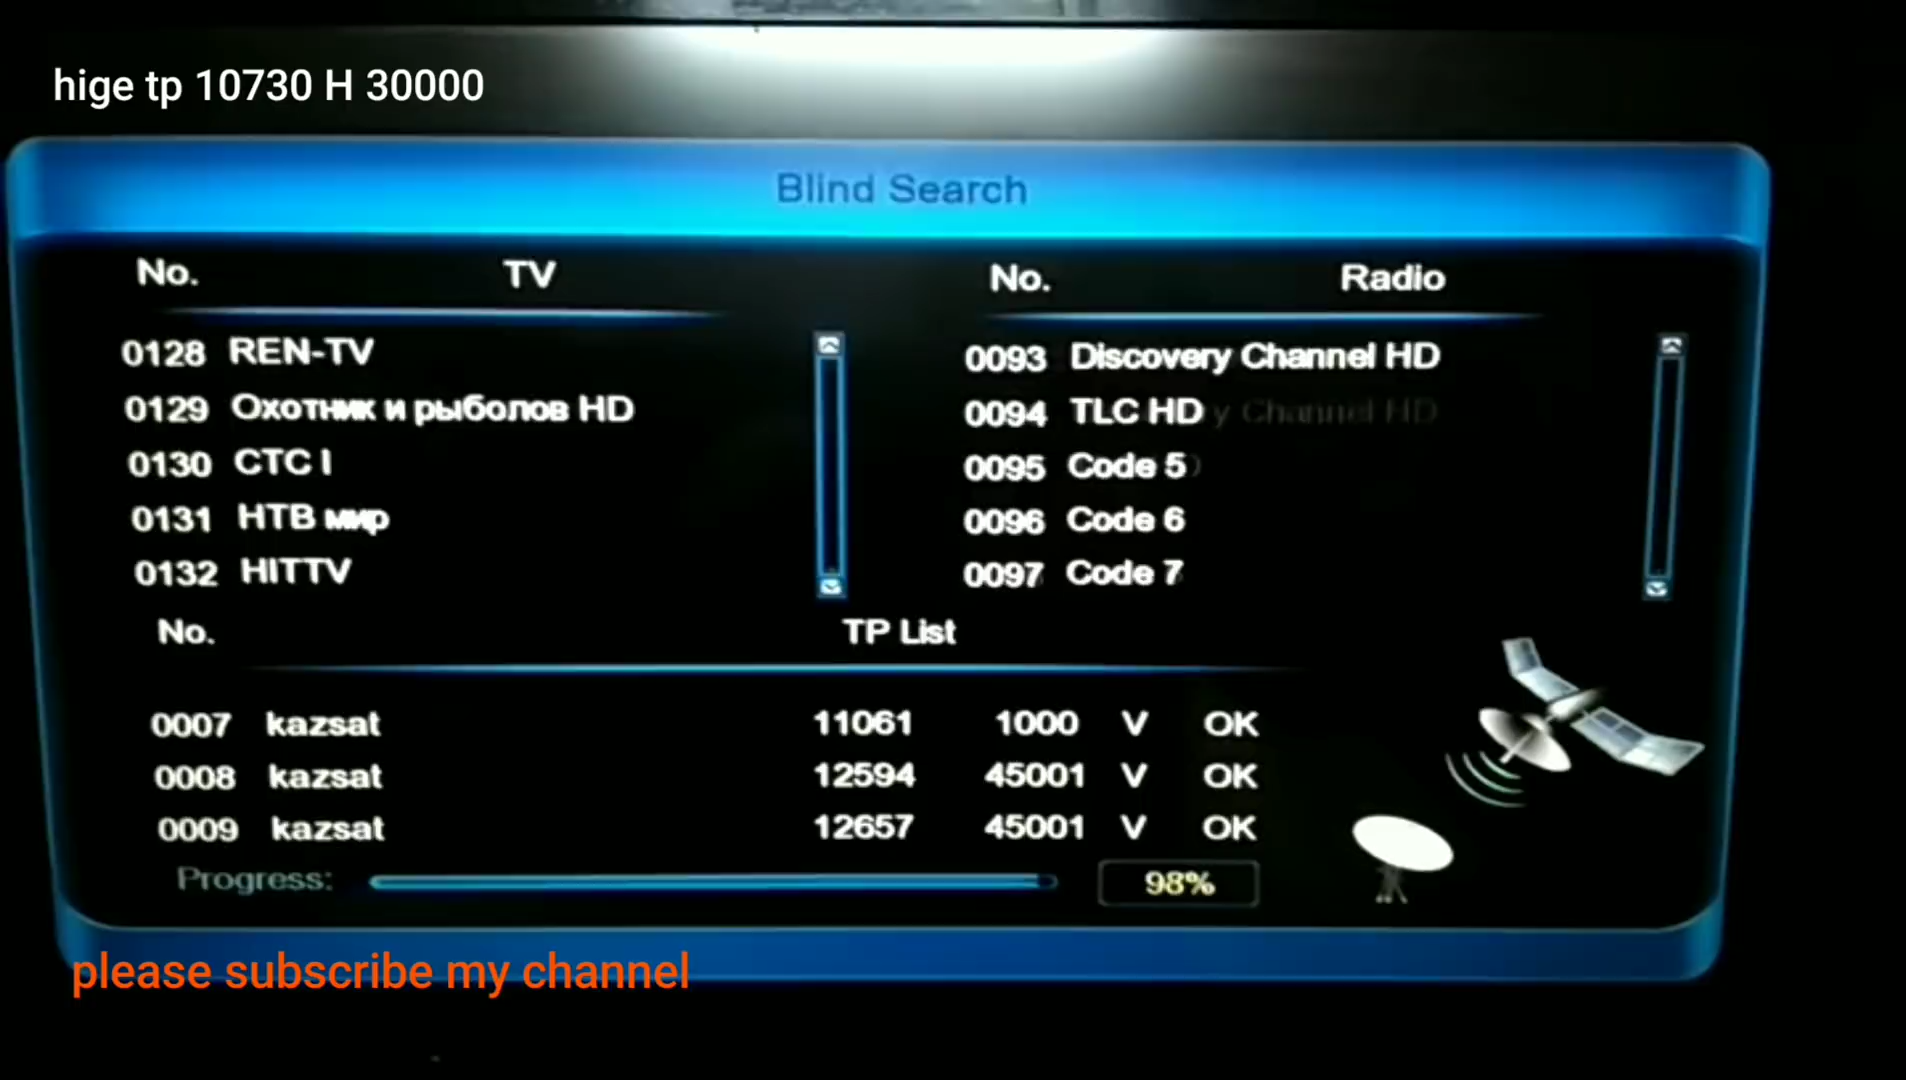 hige tp 10730 H 30000
Blind Search
No. TV No. Radio
0128 REN-TV 0093 Discovery Channel HD
0129 Охотник и рыболов HD 0094 TLC HD
0130 СТС I 0095 Code 5
0131 НТВ мир 0096 Code 6
0132 HITTV 0097 Code 7
No. TP List
0007 kazsat 11061 1000 V OK
0008 kazsat 12594 45001 V OK
0009 kazsat 12657 45001 V OK
Progress: 98%
please subscribe my channel